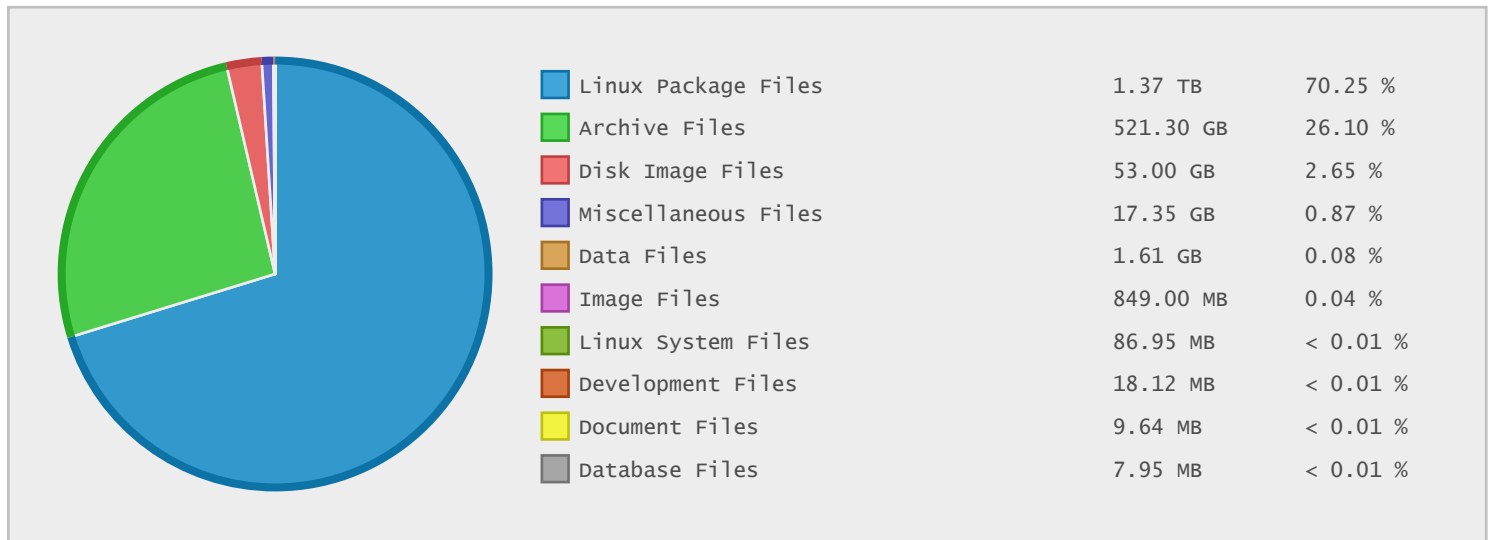 Linux Package Files 1.37 TB 70.25 %
Archive Files 521.30 GB 26.10 %
Disk Image Files 53.00 GB 2.65 %
Miscellaneous Files 17.35 GB 0.87 %
Data Files 1.61 GB 0.08 %
Image Files 849.00 MB 0.04 %
Linux System Files 86.95 MB < 0.01 %
Development Files 18.12 MB < 0.01 %
Document Files 9.64 MB < 0.01 %
Database Files 7.95 MB < 0.01 %